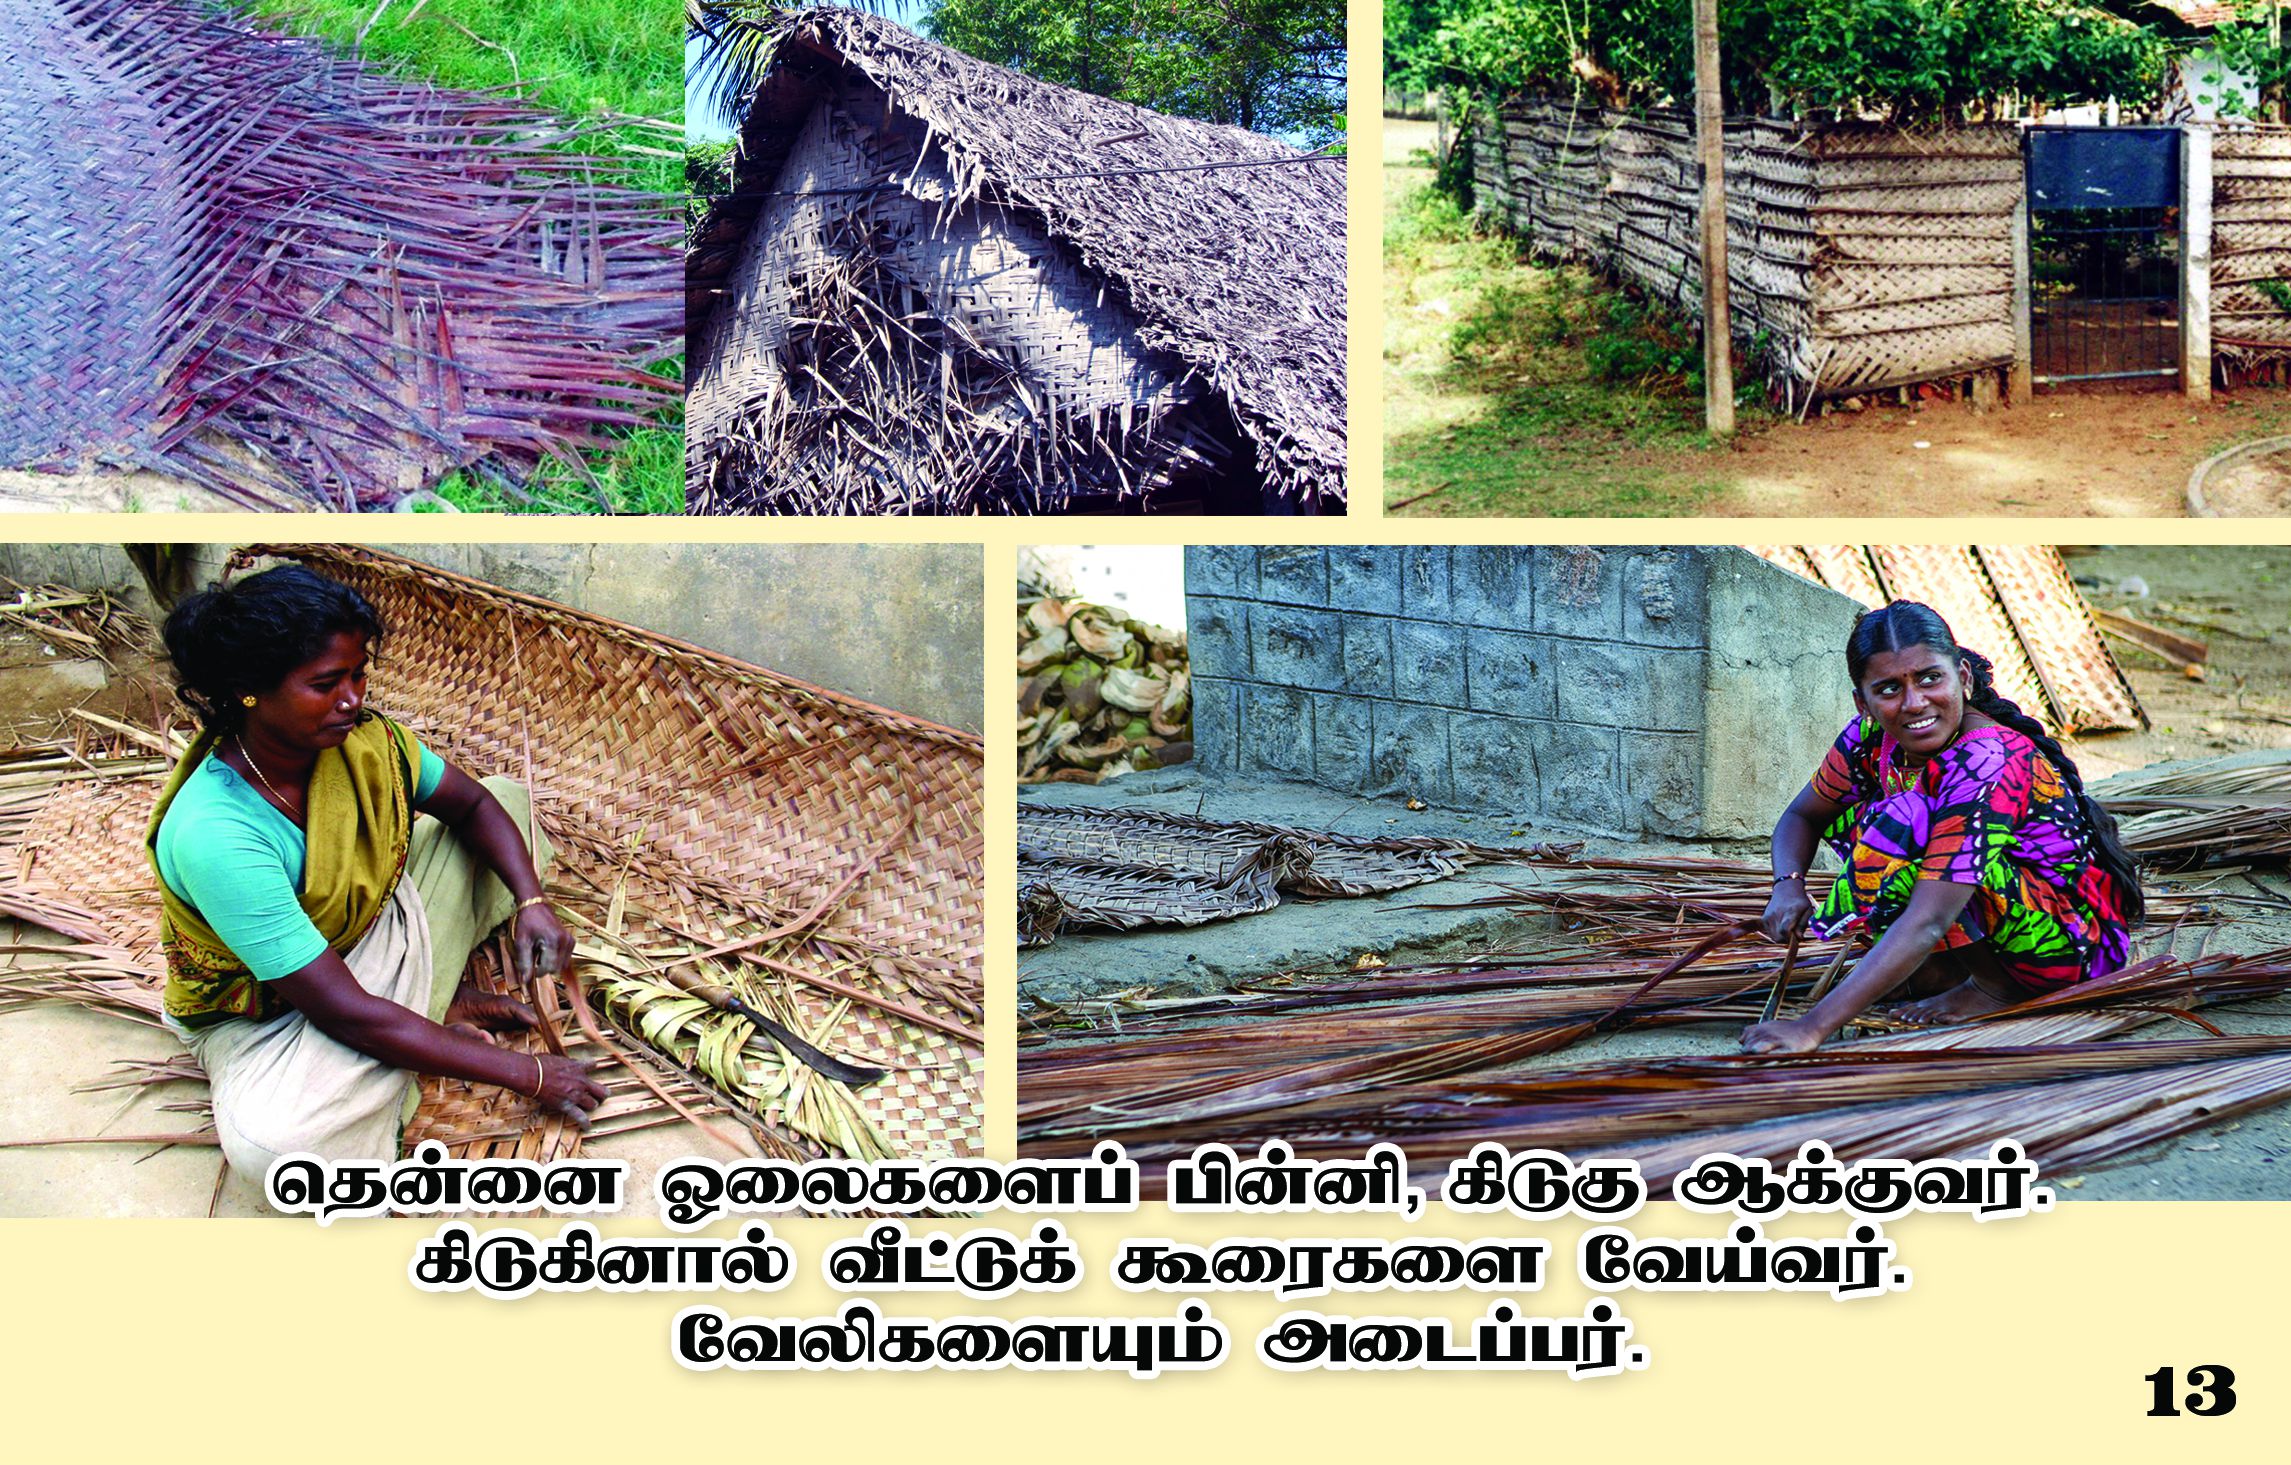 தென்னை ஓலைகளைப் பின்னி, கிடுகு ஆக்குவர்.
கிடுகினால் வீட்டுக் கூரைகளை வேய்வர்.
வேலிகளையும் அடைப்பர்.
13